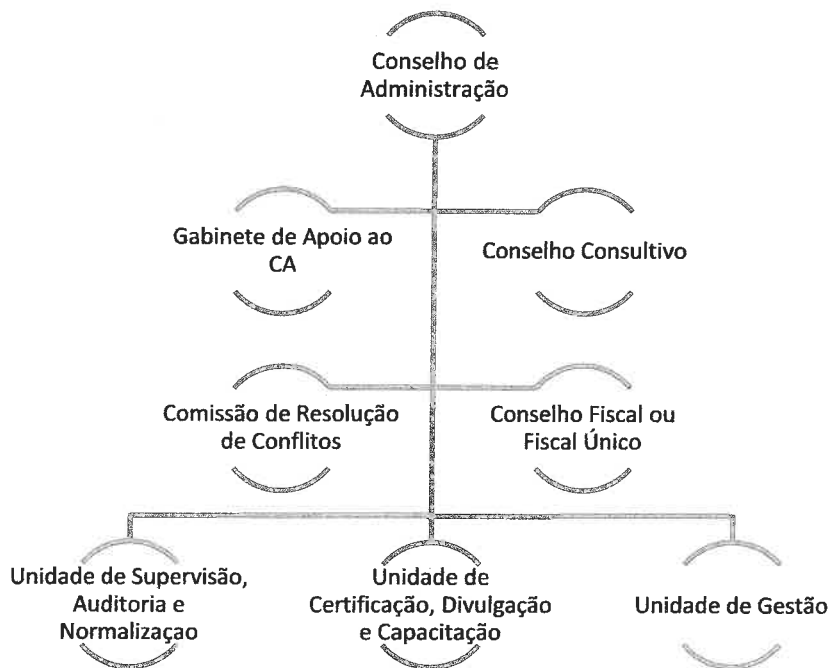 Conselho de
Administração
Gabinete de Apoio ao
CA
Conselho Consultivo
Comissão de Resolução
de Conflitos
Conselho Fiscal ou
Fiscal Único
Unidade de Supervisão,
Auditoria e
Normalizaçao
Unidade de
Certificação, Divulgação
e Capacitação
Unidade de Gestão